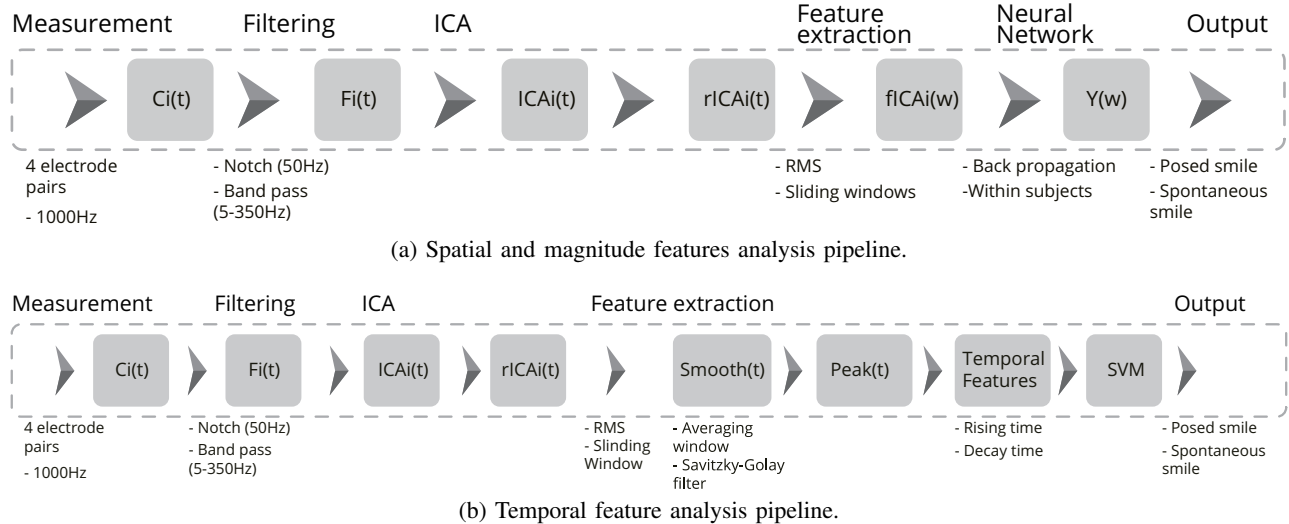 Measurement
Filtering
ICA
Feature
extraction
Neural
Network
Output
Ci(t)
Fi(t)
ICAi(t)
rICAi(t)
fICAi(w)
Y(w)
4 electrode
pairs
- 1000Hz
- Notch (50Hz)
- Band pass
(5-350Hz)
- RMS
- Sliding windows
- Back propagation
-Within subjects
- Posed smile
- Spontaneous
smile
(a) Spatial and magnitude features analysis pipeline.
Measurement
Filtering
ICA
Feature extraction
Output
Ci(t)
Fi(t)
ICAi(t)
rICAi(t)
Smooth(t)
Peak(t)
Temporal
Features
SVM
4 electrode
pairs
- 1000Hz
- Notch (50Hz)
- Band pass
(5-350Hz)
- RMS
- Slinding
Window
- Averaging
window
- Savitzky-Golay
filter
- Rising time
- Decay time
- Posed smile
- Spontaneous
smile
(b) Temporal feature analysis pipeline.